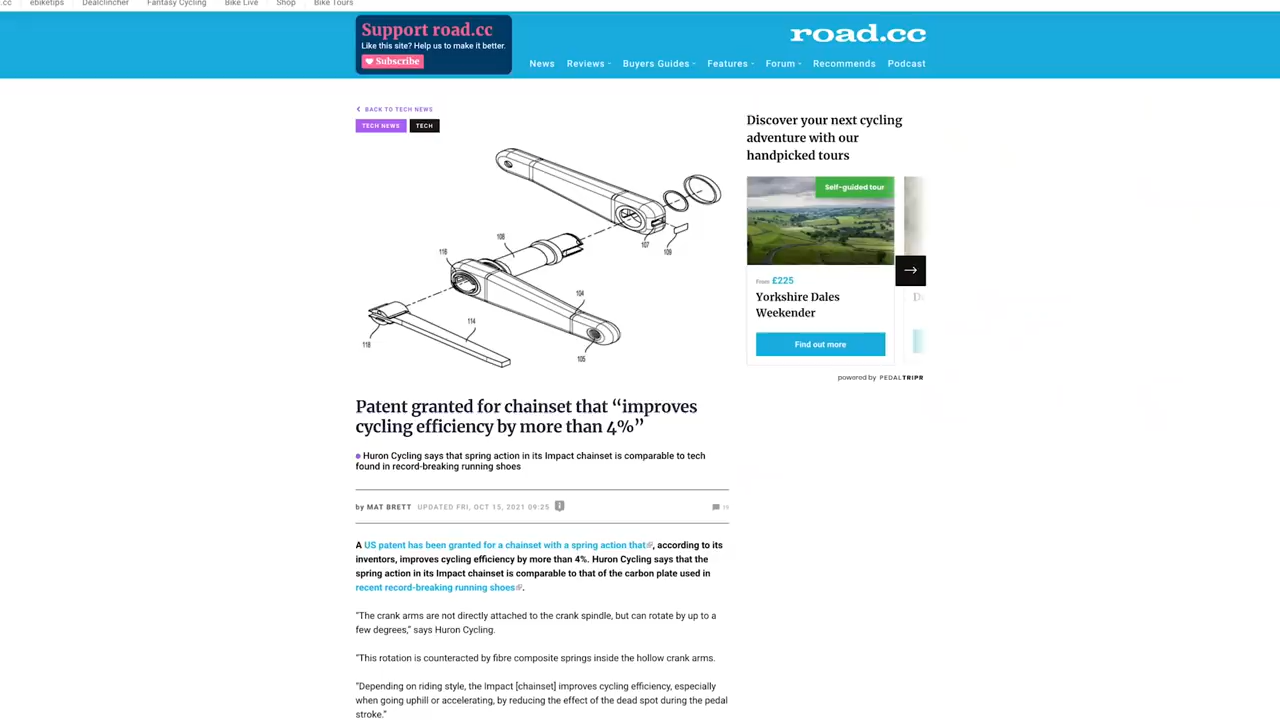 .cc ebiketips Dealclincher Fantasy Cycling Bike Live Shop Bike Tours
Support road.cc
Like this site? Help us to make it better.
Subscribe
road.cc
News Reviews Buyers Guides Features Forum Recommends Podcast
BACK TO TECH NEWS
TECH NEWS TECH
108
107
109
116
104
114
118
105
Patent granted for chainset that “improves
cycling efficiency by more than 4%”
Huron Cycling says that spring action in its Impact chainset is comparable to tech
found in record-breaking running shoes
by MAT BRETT UPDATED FRI, OCT 15, 2021 09:25
A US patent has been granted for a chainset with a spring action that, according to its
inventors, improves cycling efficiency by more than 4%. Huron Cycling says that the
spring action in its Impact chainset is comparable to that of the carbon plate used in
recent record-breaking running shoes.
“The crank arms are not directly attached to the crank spindle, but can rotate by up to a
few degrees,” says Huron Cycling.
“This rotation is counteracted by fibre composite springs inside the hollow crank arms.
“Depending on riding style, the Impact [chainset] improves cycling efficiency, especially
when going uphill or accelerating, by reducing the effect of the dead spot during the pedal
stroke.”
Discover your next cycling
adventure with our
handpicked tours
Self-guided tour
From £225
Yorkshire Dales
Weekender
Find out more
powered by PEDALTRIPR